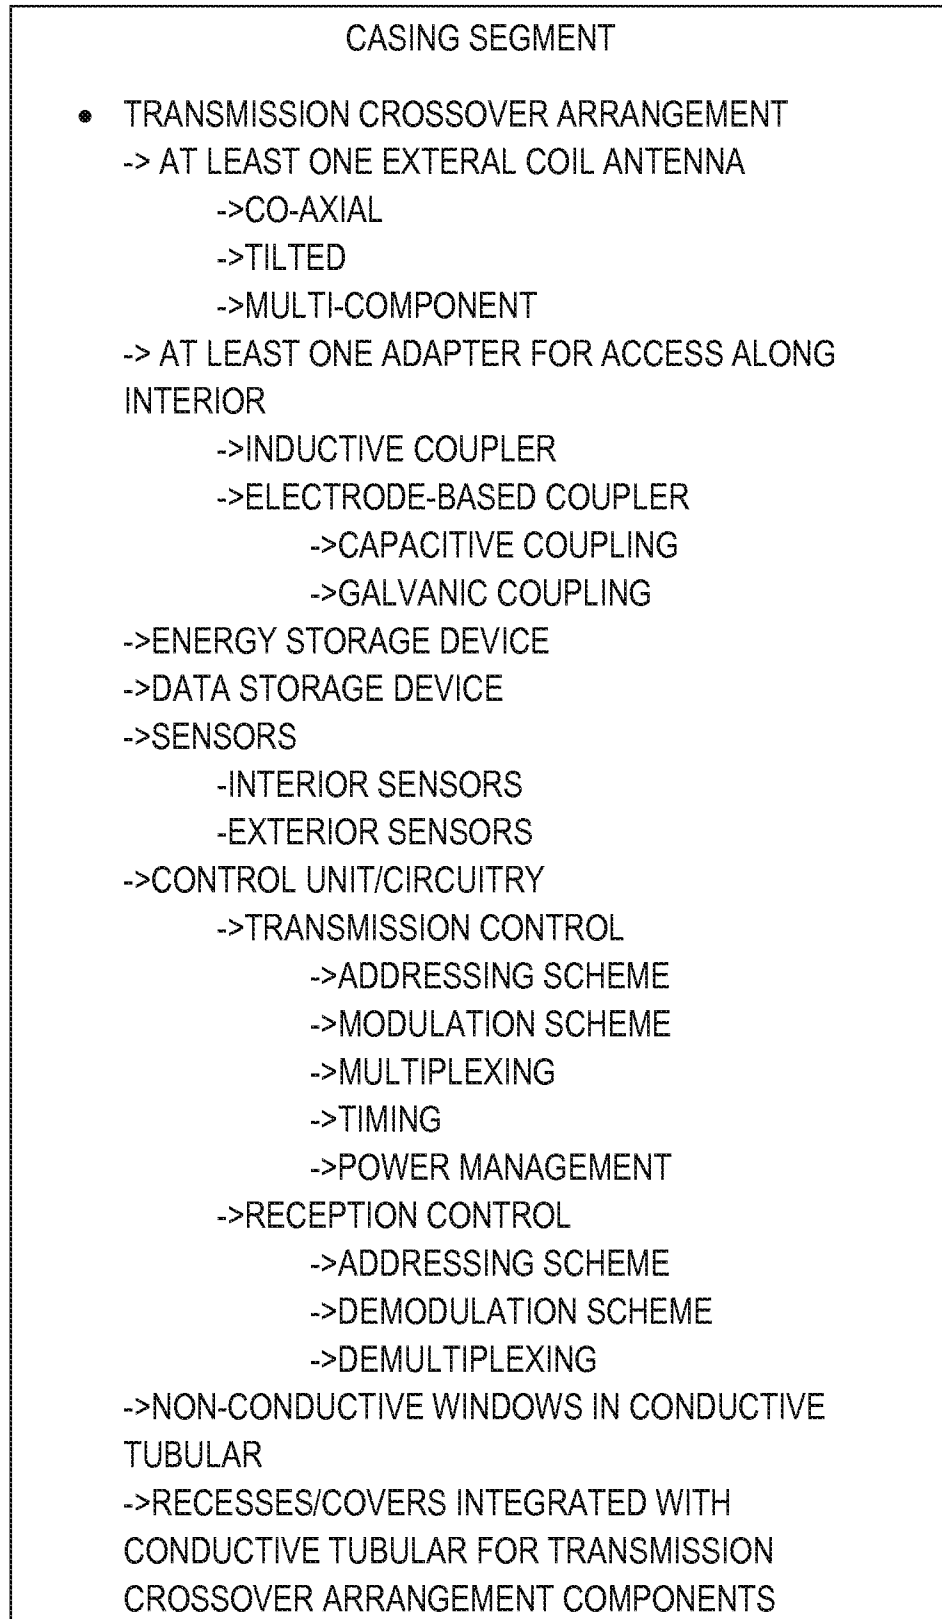 CASING SEGMENT
• TRANSMISSION CROSSOVER ARRANGEMENT
-> AT LEAST ONE EXTERAL COIL ANTENNA
->CO-AXIAL
->TILTED
->MULTI-COMPONENT
-> AT LEAST ONE ADAPTER FOR ACCESS ALONG
INTERIOR
->INDUCTIVE COUPLER
->ELECTRODE-BASED COUPLER
->CAPACITIVE COUPLING
->GALVANIC COUPLING
->ENERGY STORAGE DEVICE
->DATA STORAGE DEVICE
->SENSORS
-INTERIOR SENSORS
-EXTERIOR SENSORS
->CONTROL UNIT/CIRCUITRY
->TRANSMISSION CONTROL
->ADDRESSING SCHEME
->MODULATION SCHEME
->MULTIPLEXING
->TIMING
->POWER MANAGEMENT
->RECEPTION CONTROL
->ADDRESSING SCHEME
->DEMODULATION SCHEME
->DEMULTIPLEXING
->NON-CONDUCTIVE WINDOWS IN CONDUCTIVE
TUBULAR
->RECESSES/COVERS INTEGRATED WITH
CONDUCTIVE TUBULAR FOR TRANSMISSION
CROSSOVER ARRANGEMENT COMPONENTS